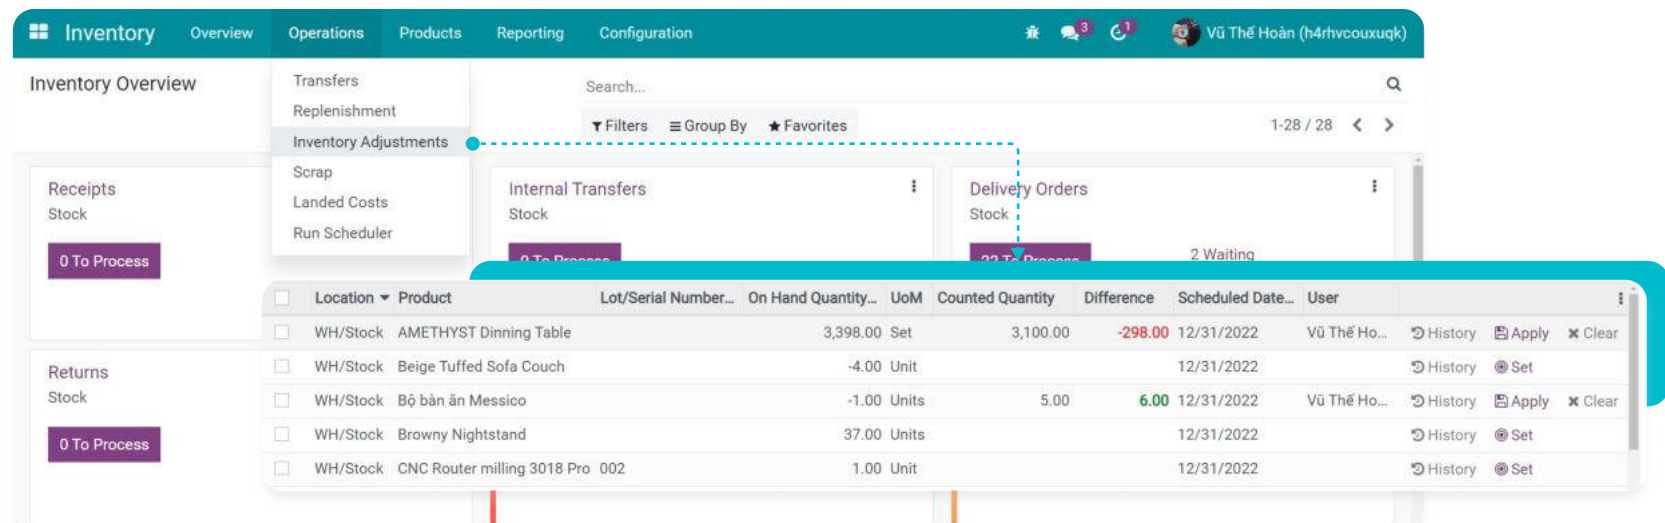 Inventory Overview Operations Products Reporting Configuration 3 1 Vũ Thế Hoàn (h4rhvcouxuqk)
Inventory Overview
Transfers
Replenishment
Inventory Adjustments
Scrap
Landed Costs
Run Scheduler
Search...
Filters Group By Favorites 1-28 / 28
Receipts
Stock
0 To Process
Internal Transfers
Stock
0 To Process
Delivery Orders
Stock
22 To Process
2 Waiting
Returns
Stock
0 To Process
Location Product Lot/Serial Number... On Hand Quantity... UoM Counted Quantity Difference Scheduled Date... User
WH/Stock AMETHYST Dinning Table 3,398.00 Set 3,100.00 -298.00 12/31/2022 Vũ Thế Ho... History Apply Clear
WH/Stock Beige Tuffed Sofa Couch -4.00 Unit 12/31/2022 History Set
WH/Stock Bộ bàn ăn Messico -1.00 Units 5.00 6.00 12/31/2022 Vũ Thế Ho... History Apply Clear
WH/Stock Browny Nightstand 37.00 Units 12/31/2022 History Set
WH/Stock CNC Router milling 3018 Pro 002 1.00 Unit 12/31/2022 History Set